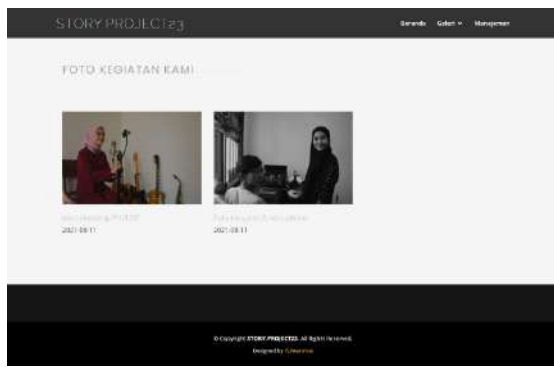 STORY PROJECT23
Beranda Galeri Manajemen
FOTO KEGIATAN KAMI
2021-08-11
2021-08-11
© Copyright STORY PROJECT23. All Rights Reserved.
Designed by